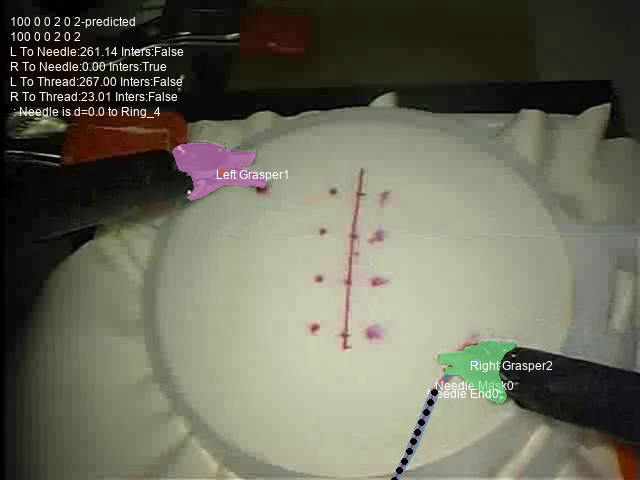 100 0 0 2 0 2-predicted
100 0 0 2 0 2
L To Needle:261.14 Inters:False
R To Needle:0.00 Inters:True
L To Thread:267.00 Inters:False
R To Thread:23.01 Inters:False
: Needle is d=0.0 to Ring_4
Left Grasper1
Right Grasper2
Needle Mask0
Needle End0